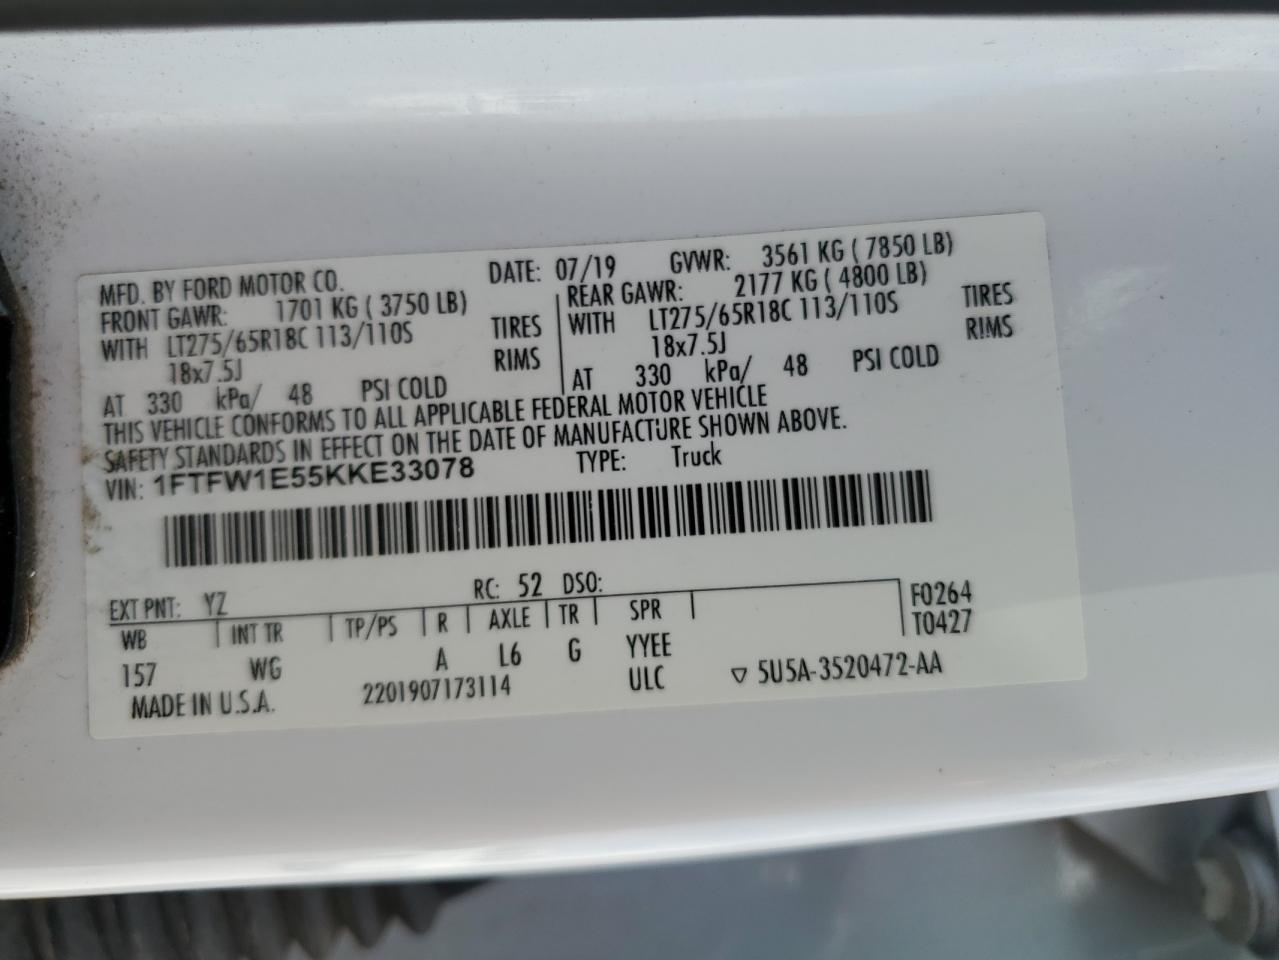 MFD. BY FORD MOTOR CO. DATE: 07/19 GVWR: 3561 KG ( 7850 LB)
FRONT GAWR: 1701 KG ( 3750 LB) REAR GAWR: 2177 KG ( 4800 LB)
WITH LT275/65R18C 113/110S TIRES WITH LT275/65R18C 113/110S TIRES
18x7.5J RIMS 18x7.5J RIMS
AT 330 kPa/ 48 PSI COLD AT 330 kPa/ 48 PSI COLD
THIS VEHICLE CONFORMS TO ALL APPLICABLE FEDERAL MOTOR VEHICLE
SAFETY STANDARDS IN EFFECT ON THE DATE OF MANUFACTURE SHOWN ABOVE.
VIN: 1FTFW1E55KKE33078 TYPE: Truck
EXT PNT: YZ RC: 52 DSO:
WB INT TR TP/PS R AXLE TR SPR F0264
T0427
157 WG A L6 G YYEE
MADE IN U.S.A. 2201907173114 ULC ▽ 5U5A-3520472-AA